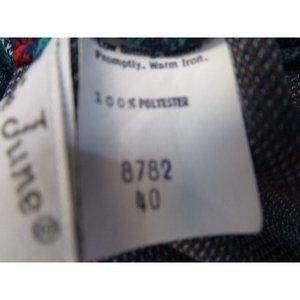 Promptly. Warm Iron.
100% POLYESTER
8782
40
June®